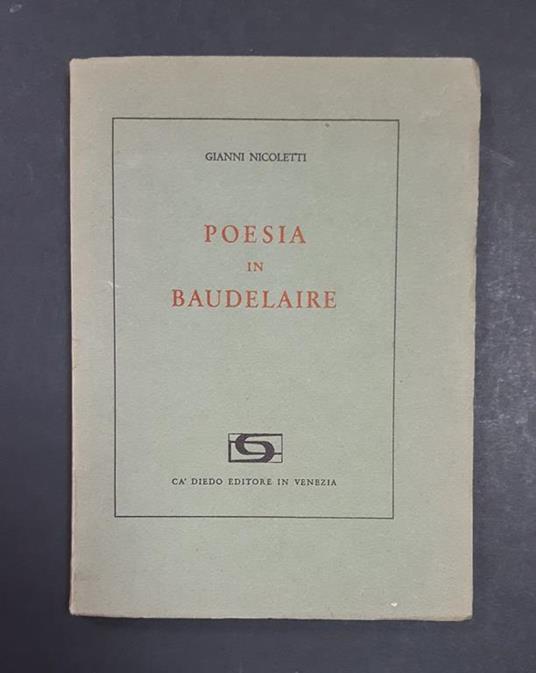 GIANNI NICOLETTI
POESIA
IN
BAUDELAIRE
CA' DIEDO EDITORE IN VENEZIA